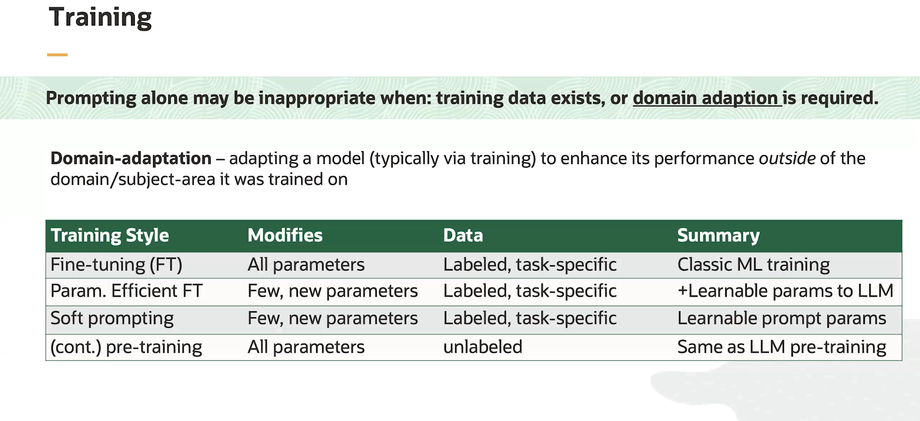 Training
Prompting alone may be inappropriate when: training data exists, or domain adaption is required.
Domain-adaptation – adapting a model (typically via training) to enhance its performance outside of the
domain/subject-area it was trained on
Training Style Modifies Data Summary
Fine-tuning (FT) All parameters Labeled, task-specific Classic ML training
Param. Efficient FT Few, new parameters Labeled, task-specific +Learnable params to LLM
Soft prompting Few, new parameters Labeled, task-specific Learnable prompt params
(cont.) pre-training All parameters unlabeled Same as LLM pre-training